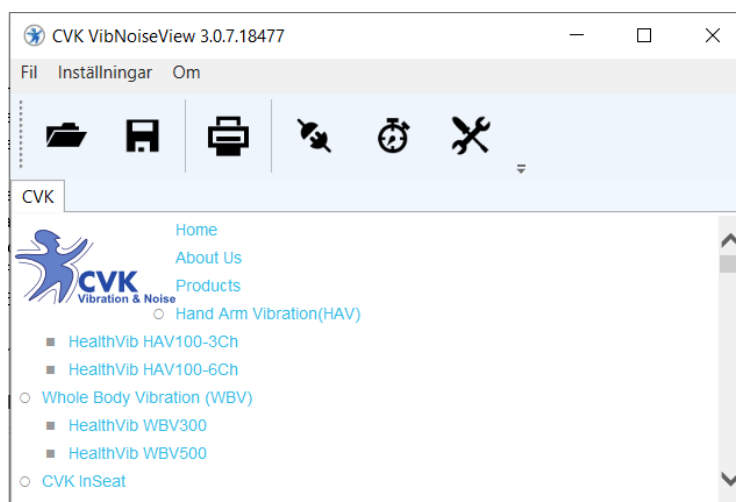 CVK VibNoiseView 3.0.7.18477
Fil Inställningar Om
CVK
Home
About Us
CVK
Vibration & Noise
Products
Hand Arm Vibration(HAV)
HealthVib HAV100-3Ch
HealthVib HAV100-6Ch
Whole Body Vibration (WBV)
HealthVib WBV300
HealthVib WBV500
CVK InSeat